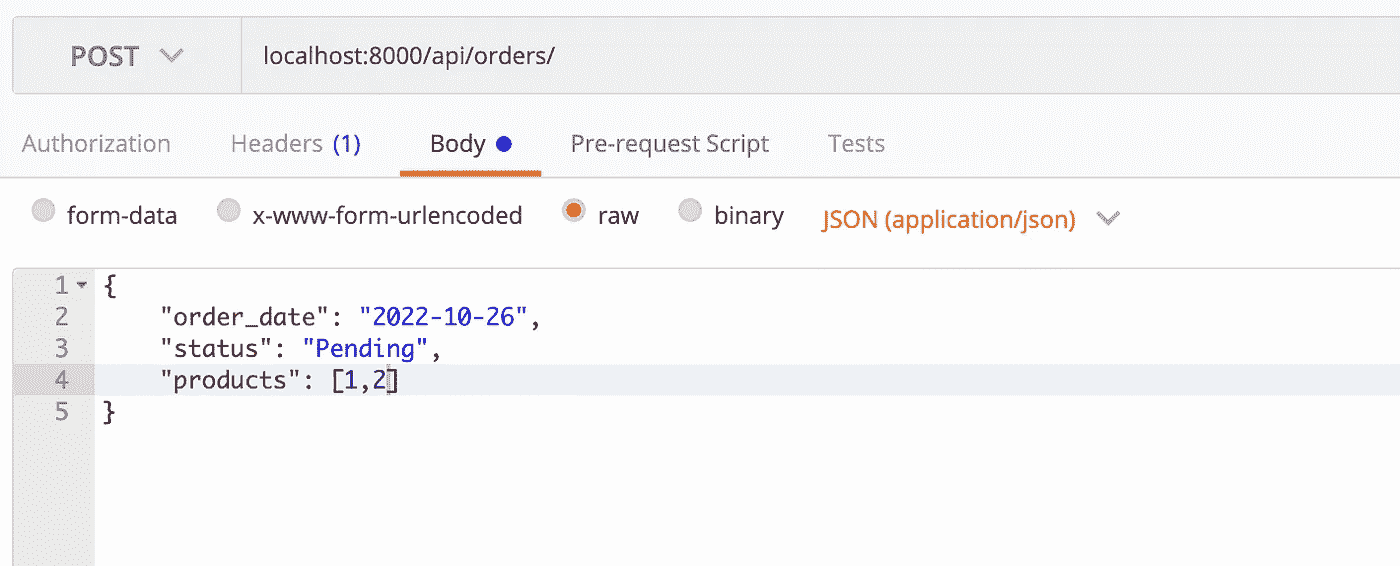 POST localhost:8000/api/orders/
Authorization Headers (1) Body Pre-request Script Tests
form-data x-www-form-urlencoded raw binary JSON (application/json)
1 {
2 "order_date": "2022-10-26",
3 "status": "Pending",
4 "products": [1,2]
5 }